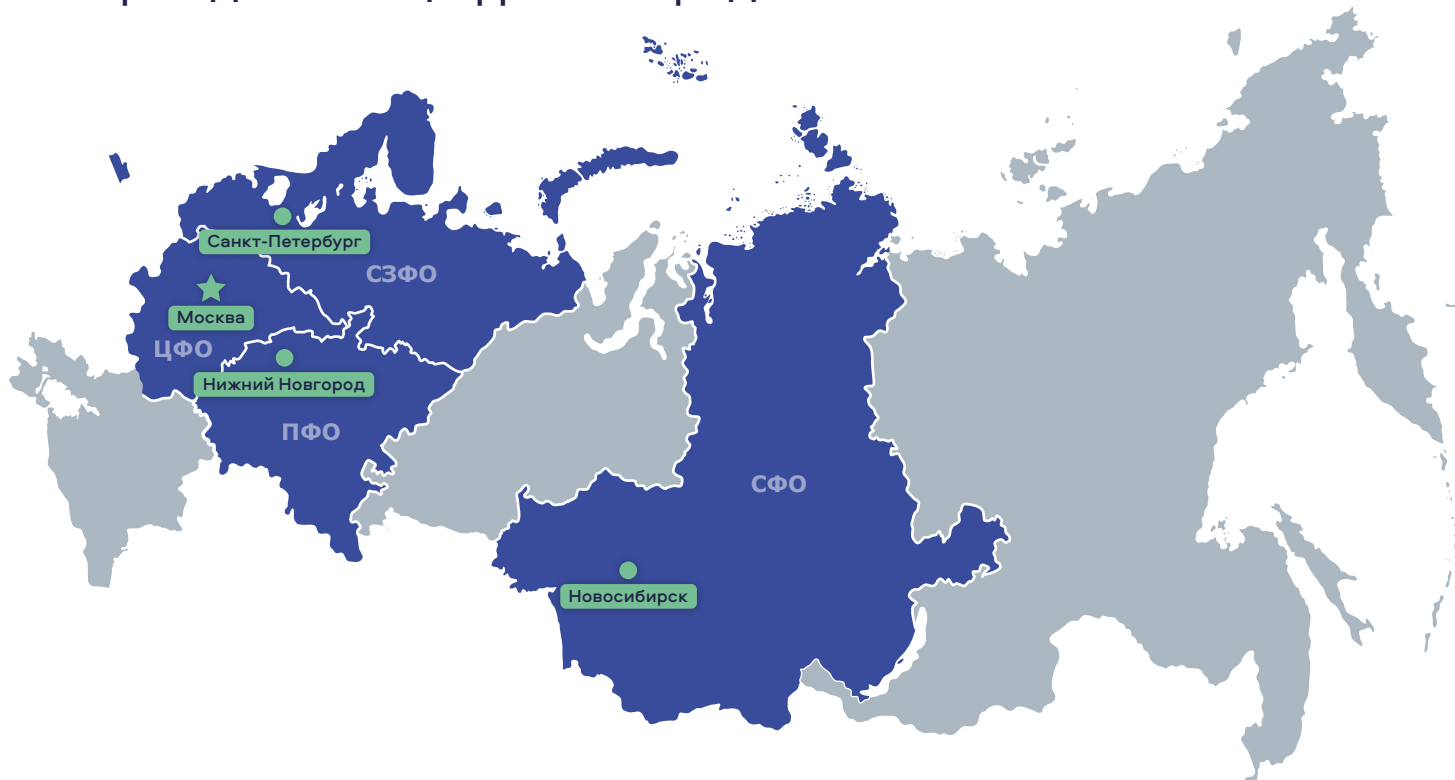 Санкт-Петербург
СЗФО
Москва
ЦФО
Нижний Новгород
ПФО
СФО
Новосибирск